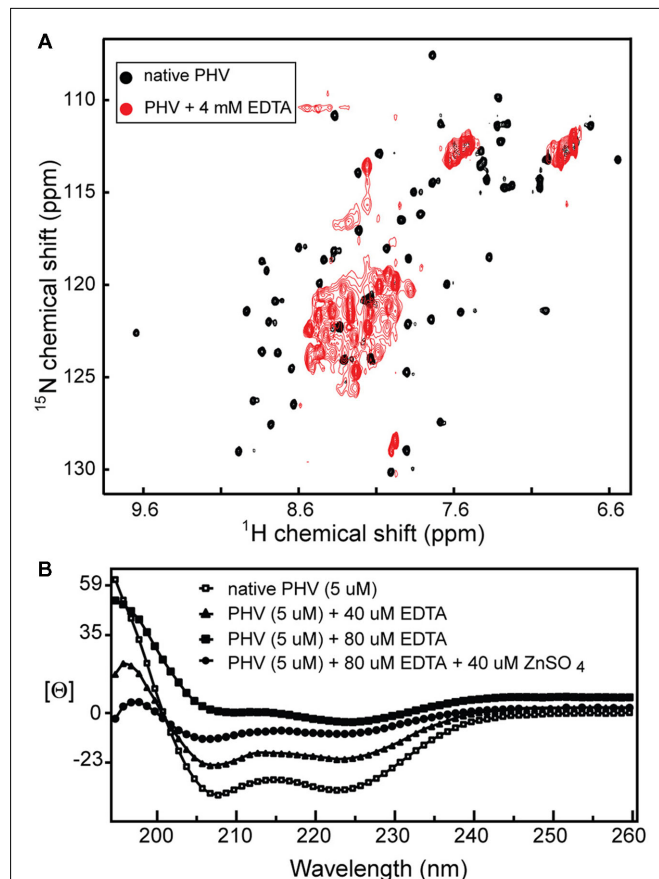 A
native PHV
PHV + 4 mM EDTA
110
115
120
125
130
¹⁵N chemical shift (ppm)
9.6 8.6 7.6 6.6
¹H chemical shift (ppm)
B
native PHV (5 uM)
PHV (5 uM) + 40 uM EDTA
PHV (5 uM) + 80 uM EDTA
PHV (5 uM) + 80 uM EDTA + 40 uM ZnSO₄
59
35
[Θ]
0
-23
200 210 220 230 240 250 260
Wavelength (nm)